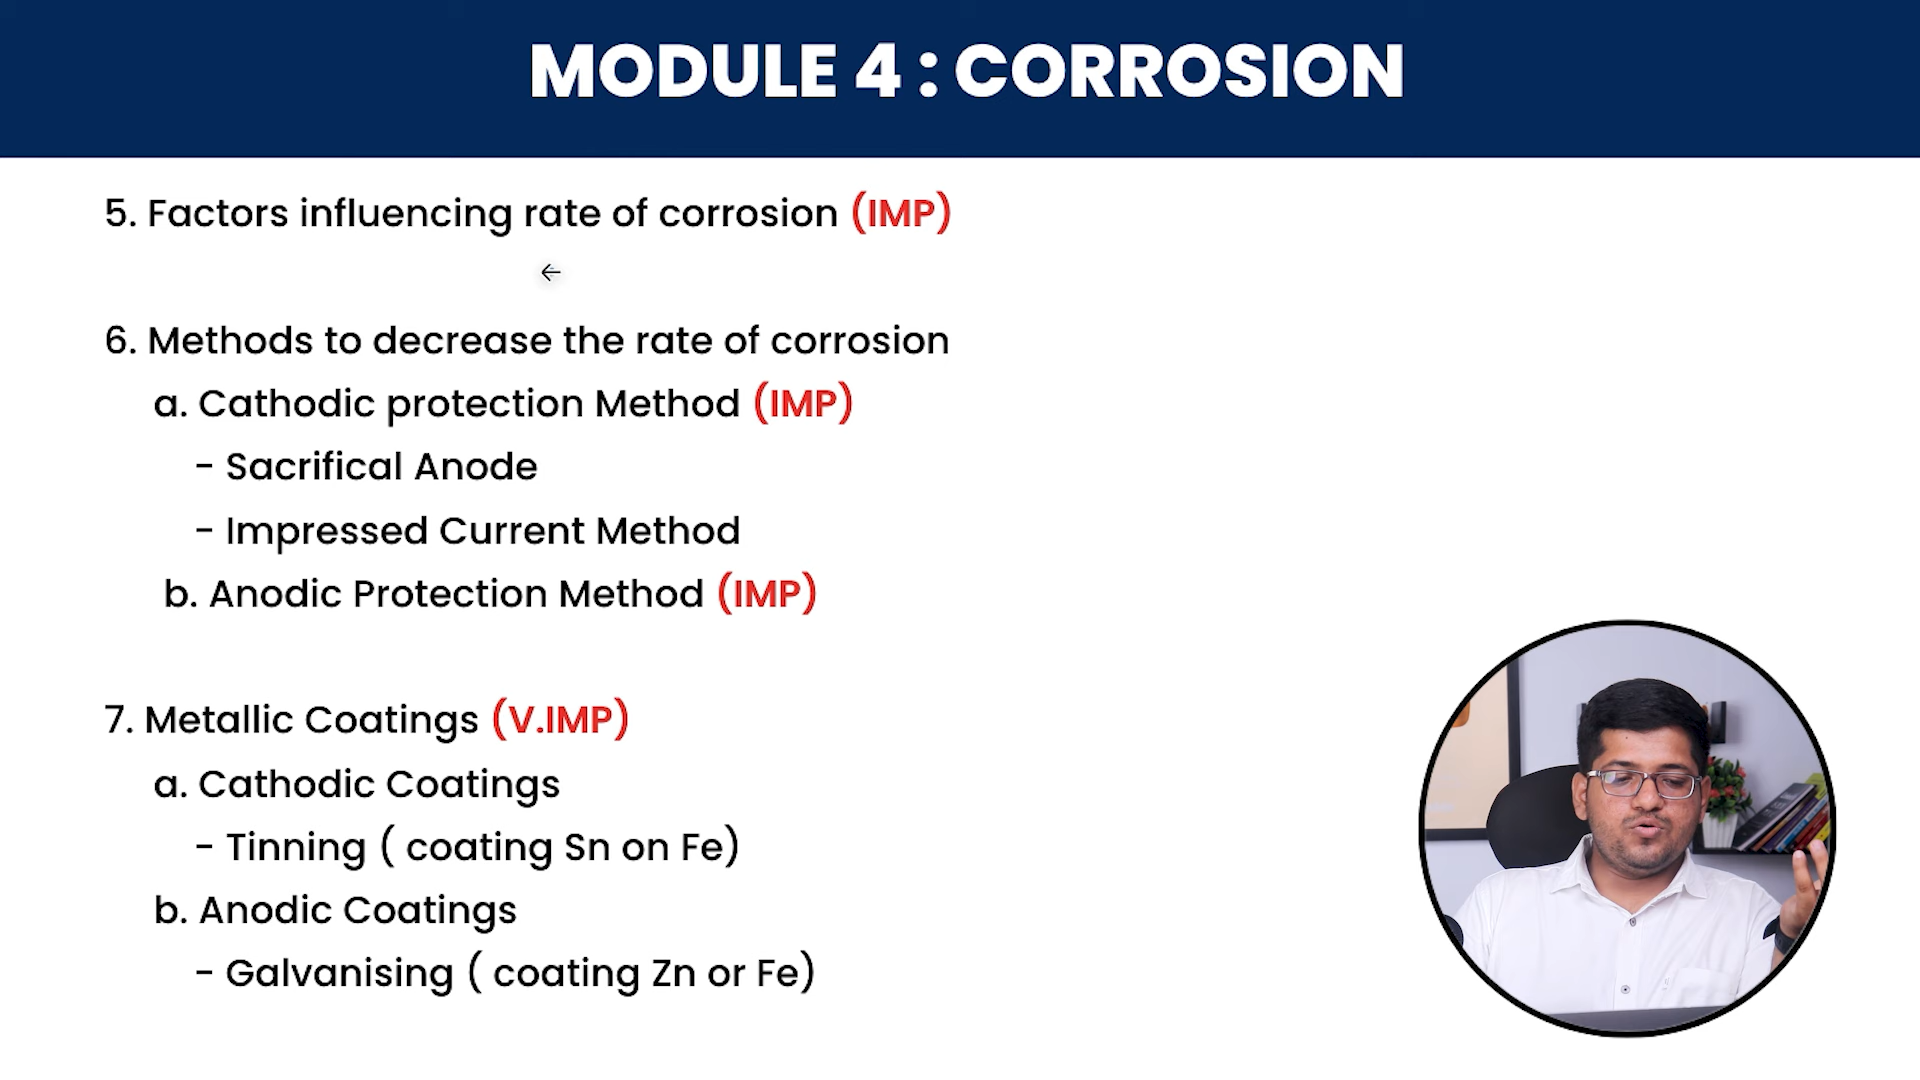 MODULE 4 : CORROSION
5. Factors influencing rate of corrosion (IMP)
6. Methods to decrease the rate of corrosion
a. Cathodic protection Method (IMP)
- Sacrifical Anode
- Impressed Current Method
b. Anodic Protection Method (IMP)
7. Metallic Coatings (V.IMP)
a. Cathodic Coatings
- Tinning ( coating Sn on Fe)
b. Anodic Coatings
- Galvanising ( coating Zn or Fe)